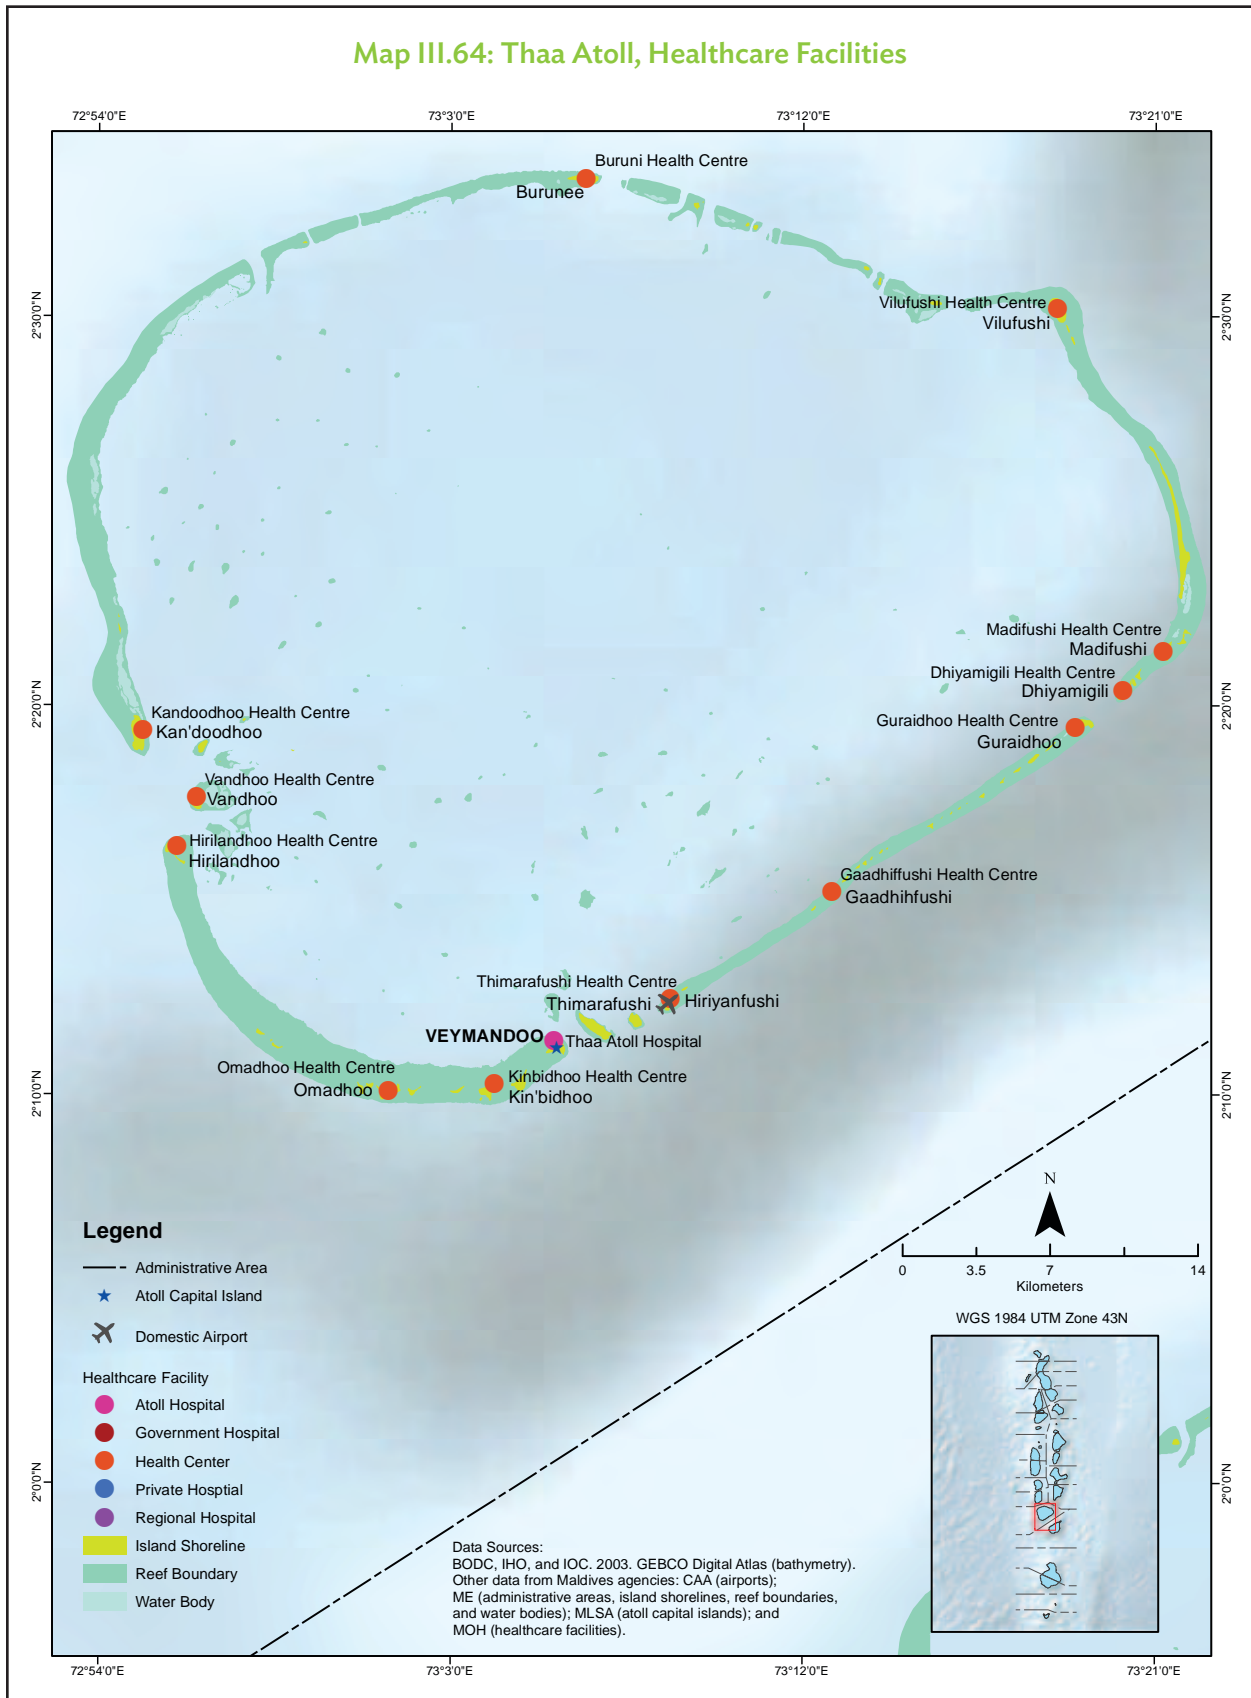 Map III.64: Thaa Atoll, Healthcare Facilities
72°54'0"E
73°3'0"E
73°12'0"E
73°21'0"E
Buruni Health Centre
Burunee
2°30'0"N
Vilufushi Health Centre
Vilufushi
2°30'0"N
Madifushi Health Centre
Madifushi
Dhiyamigili Health Centre
Dhiyamigili
2°20'0"N
2°20'0"N
Kandoodhoo Health Centre
Kan'doodhoo
Guraidhoo Health Centre
Guraidhoo
Vandhoo Health Centre
Vandhoo
Hirilandhoo Health Centre
Hirilandhoo
Gaadhiffushi Health Centre
Gaadhihfushi
Thimarafushi Health Centre
Thimarafushi
Hiriyanfushi
VEYMANDOO
Thaa Atoll Hospital
Omadhoo Health Centre
Omadhoo
Kinbidhoo Health Centre
Kin'bidhoo
2°10'0"N
2°10'0"N
N
0
3.5
7
14
Kilometers
WGS 1984 UTM Zone 43N
Legend
Administrative Area
Atoll Capital Island
Domestic Airport
Healthcare Facility
Atoll Hospital
Government Hospital
Health Center
Private Hosptial
Regional Hospital
Island Shoreline
Reef Boundary
Water Body
2°0'0"N
2°0'0"N
Data Sources:
BODC, IHO, and IOC. 2003. GEBCO Digital Atlas (bathymetry).
Other data from Maldives agencies: CAA (airports);
ME (administrative areas, island shorelines, reef boundaries,
and water bodies); MLSA (atoll capital islands); and
MOH (healthcare facilities).
72°54'0"E
73°3'0"E
73°12'0"E
73°21'0"E